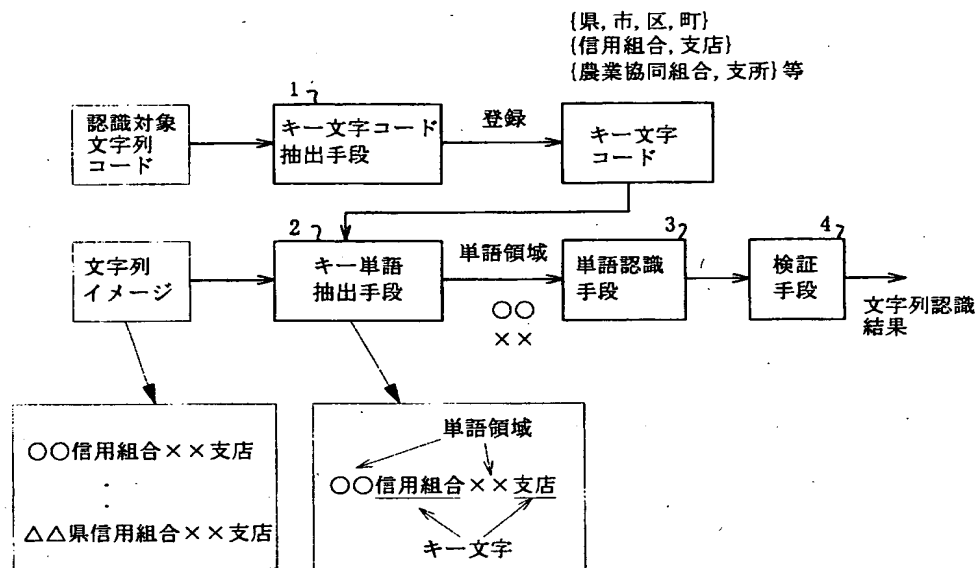 {県, 市, 区, 町}
{信用組合, 支店}
{農業協同組合, 支所} 等
1
認識対象
文字列
コード
キー文字コード
抽出手段
登録
キー文字
コード
2
3
4
文字列
イメージ
キー単語
抽出手段
単語領域
○○
××
単語認識
手段
検証
手段
文字列認識
結果
○○信用組合××支店
・
・
△△県信用組合××支店
単語領域
○○信用組合××支店
キー文字